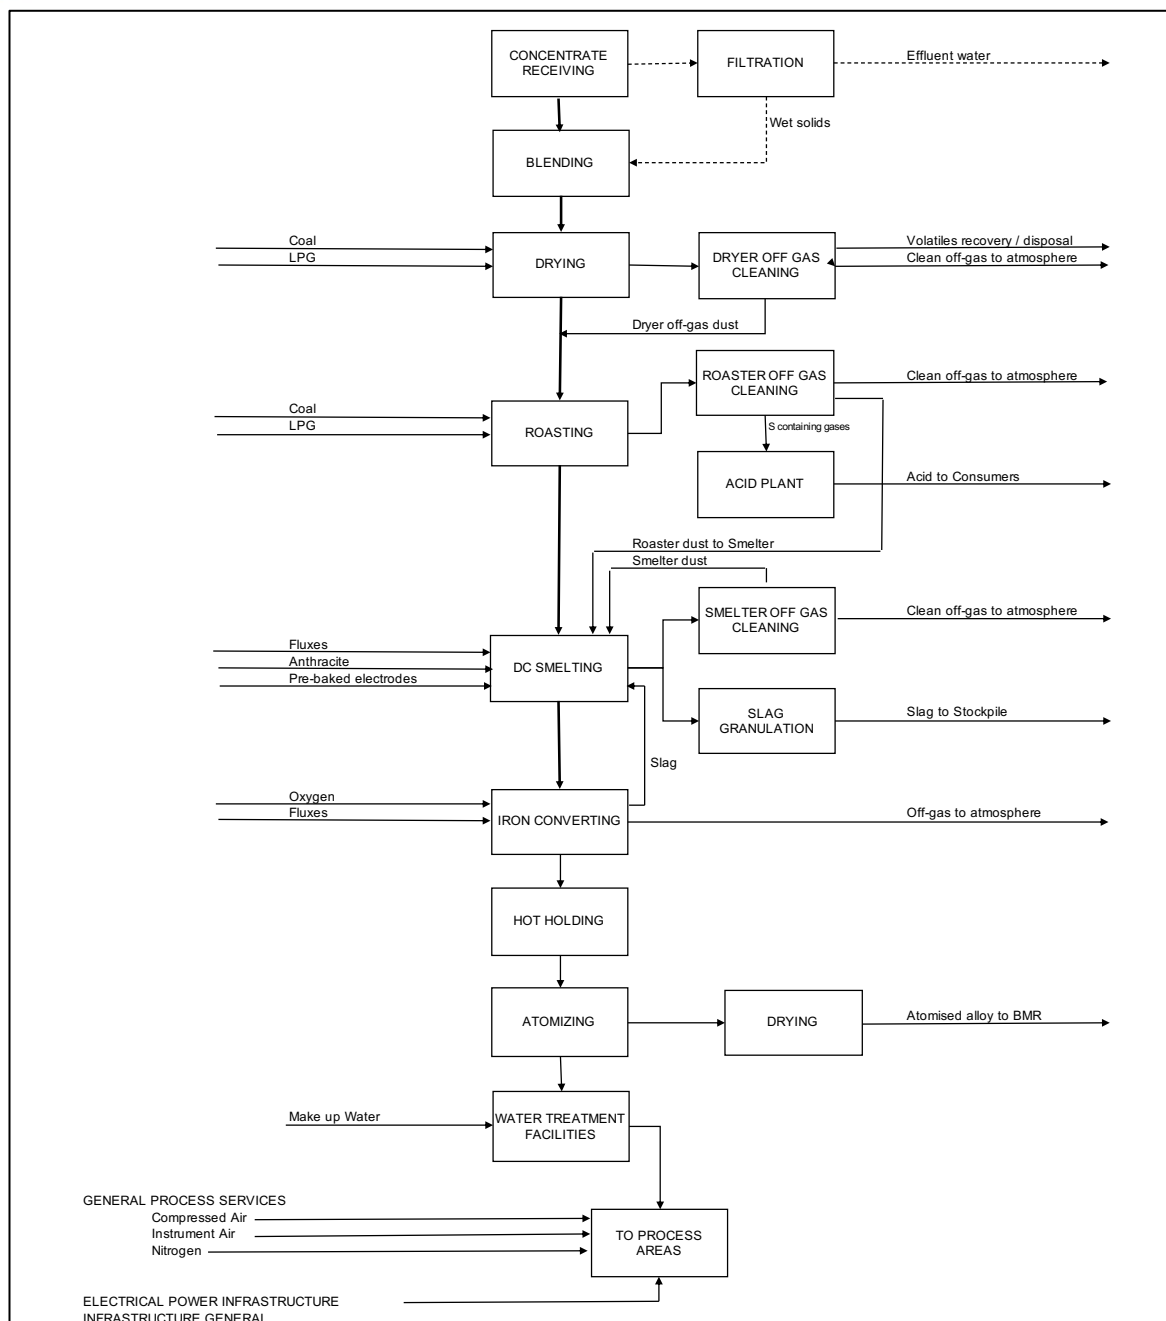 CONCENTRATE
RECEIVING
FILTRATION
Effluent water
Wet solids
BLENDING
Coal
LPG
DRYING
DRYER OFF GAS
CLEANING
Volatiles recovery / disposal
Clean off-gas to atmosphere
Dryer off-gas dust
ROASTER OFF GAS
CLEANING
Clean off-gas to atmosphere
Coal
LPG
ROASTING
S containing gases
ACID PLANT
Acid to Consumers
Roaster dust to Smelter
Smelter dust
SMELTER OFF GAS
CLEANING
Clean off-gas to atmosphere
Fluxes
Anthracite
Pre-baked electrodes
DC SMELTING
SLAG
GRANULATION
Slag to Stockpile
Slag
Oxygen
Fluxes
IRON CONVERTING
Off-gas to atmosphere
HOT HOLDING
ATOMIZING
DRYING
Atomised alloy to BMR
Make up Water
WATER TREATMENT
FACILITIES
GENERAL PROCESS SERVICES
Compressed Air
Instrument Air
Nitrogen
TO PROCESS
AREAS
ELECTRICAL POWER INFRASTRUCTURE
INFRASTRUCTURE GENERAL